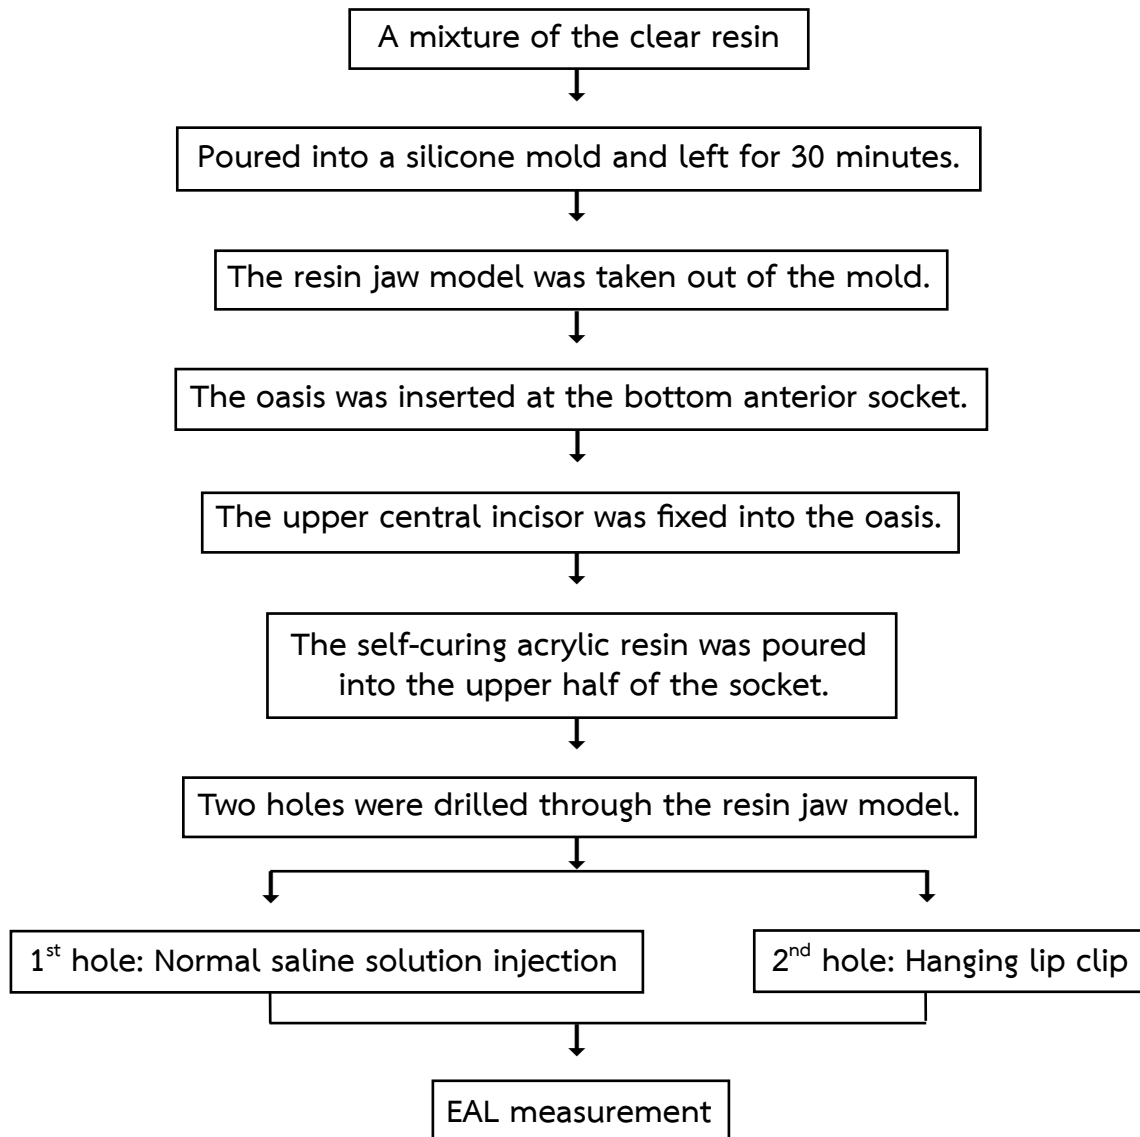 A mixture of the clear resin
Poured into a silicone mold and left for 30 minutes.
The resin jaw model was taken out of the mold.
The oasis was inserted at the bottom anterior socket.
The upper central incisor was fixed into the oasis.
The self-curing acrylic resin was poured
into the upper half of the socket.
Two holes were drilled through the resin jaw model.
1st hole: Normal saline solution injection
2nd hole: Hanging lip clip
EAL measurement